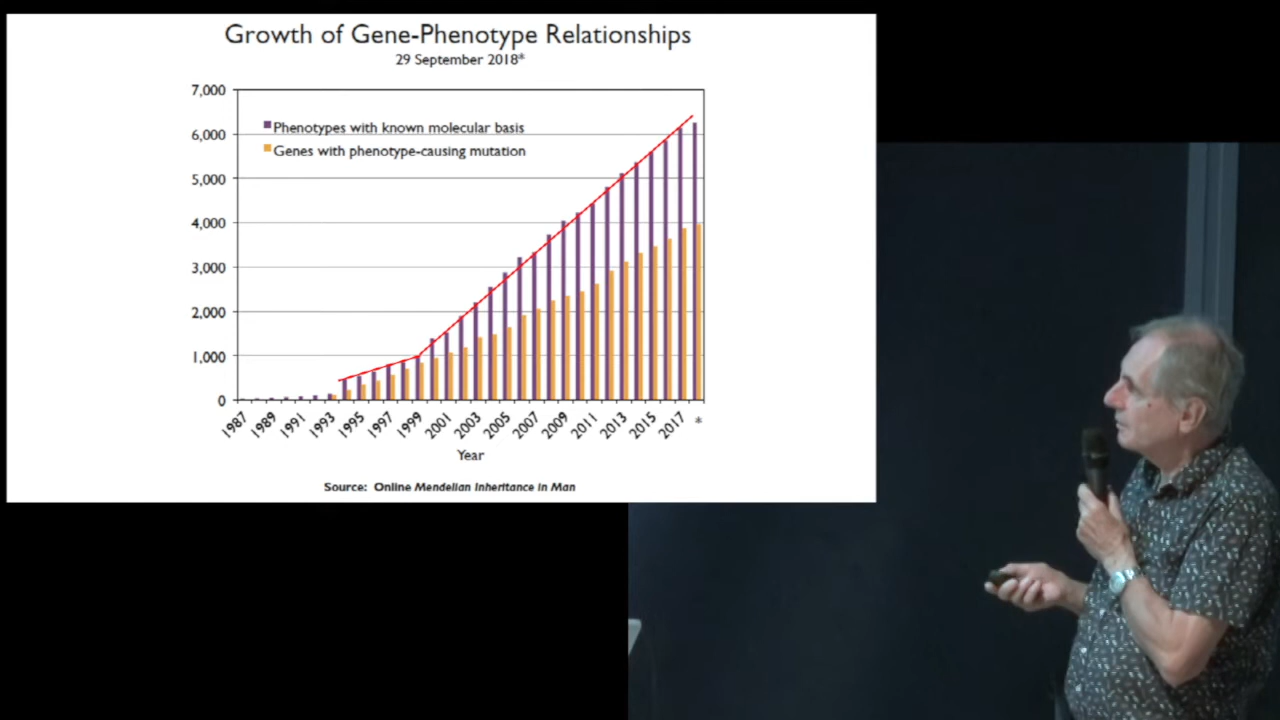 Growth of Gene-Phenotype Relationships
29 September 2018*
7,000
6,000
5,000
4,000
3,000
2,000
1,000
0
Phenotypes with known molecular basis
Genes with phenotype-causing mutation
1987 1989 1991 1993 1995 1997 1999 2001 2003 2005 2007 2009 2011 2013 2015 2017 *
Year
Source: Online Mendelian Inheritance in Man